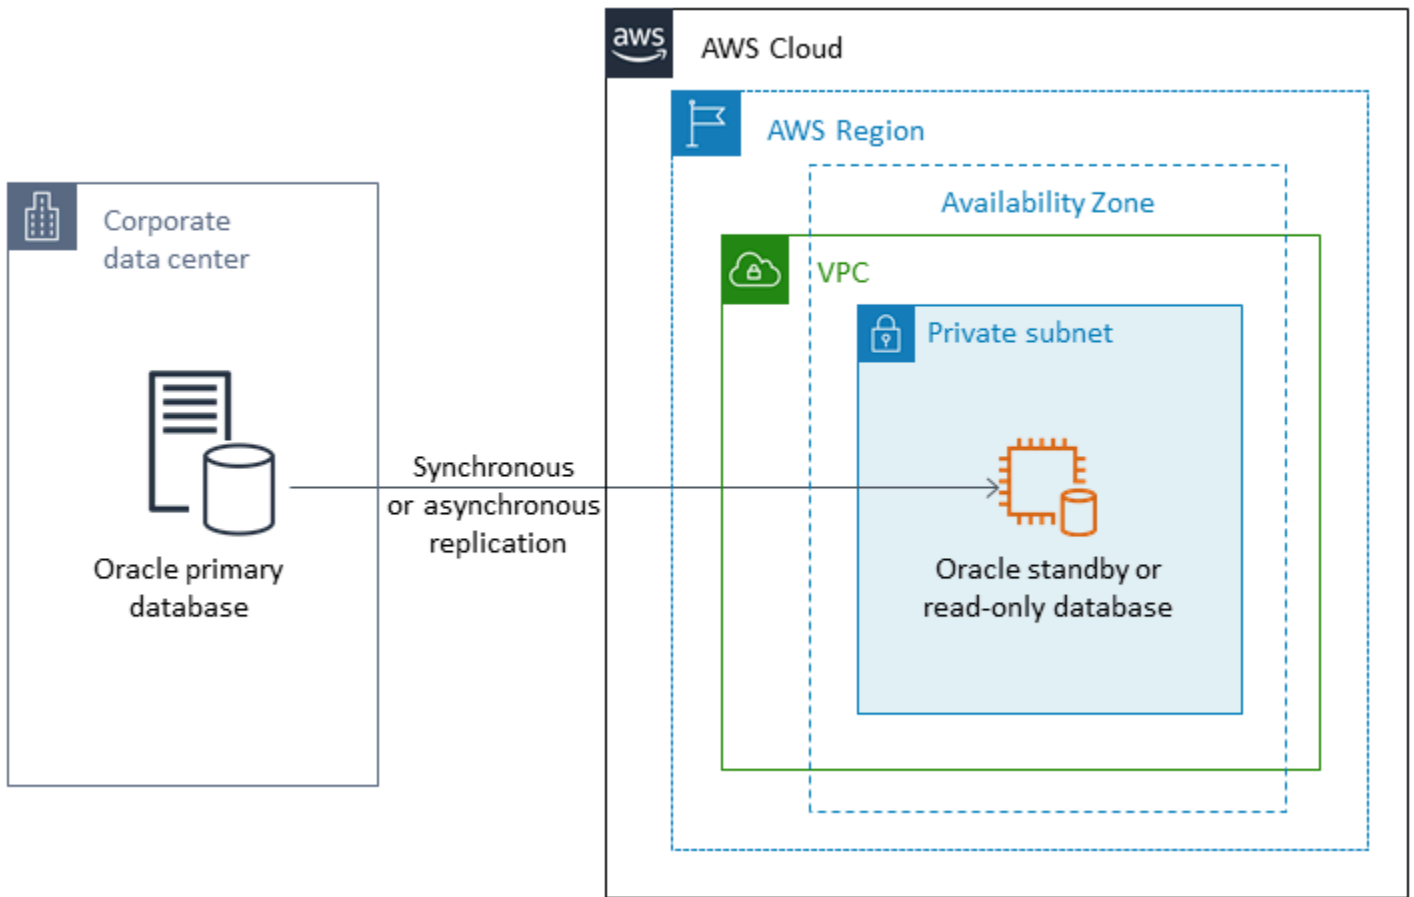 aws
AWS Cloud
AWS Region
Availability Zone
Corporate
data center
VPC
Private subnet
Synchronous
or asynchronous
replication
Oracle primary
database
Oracle standby or
read-only database